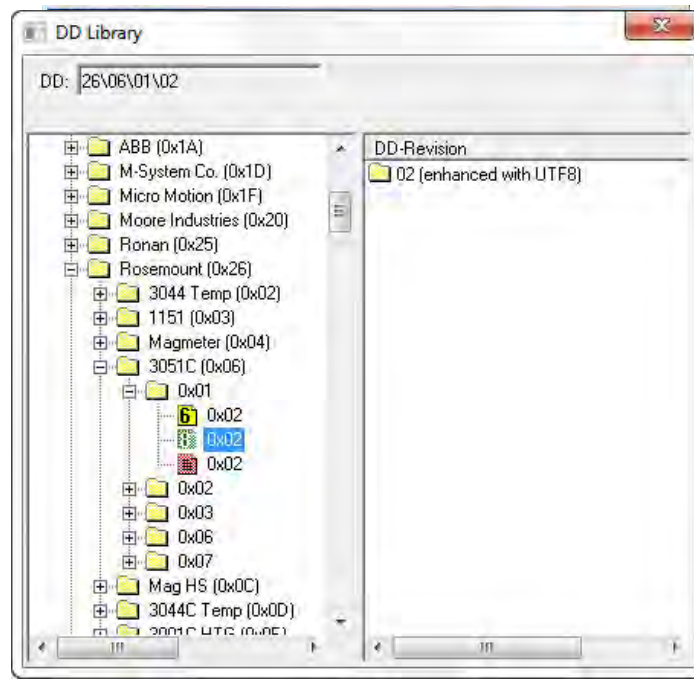 DD Library
DD: 26\06\01\02
ABB (0x1A)
M-System Co. (0x1D)
Micro Motion (0x1F)
Moore Industries (0x20)
Ronan (0x25)
Rosemount (0x26)
3044 Temp (0x02)
1151 (0x03)
Magmeter (0x04)
3051C (0x06)
0x01
0x02
0x02
0x02
0x02
0x03
0x06
0x07
Mag HS (0x0C)
3044C Temp (0x0D)
DD-Revision
02 (enhanced with UTF8)